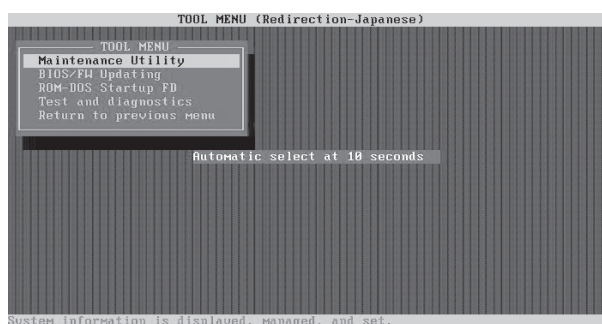 TOOL MENU (Redirection-Japanese)
TOOL MENU
Maintenance Utility
BIOS/FW Updating
ROM-DOS Startup FD
Test and diagnostics
Return to previous menu
Automatic select at 10 seconds
System information is displayed, managed, and set.